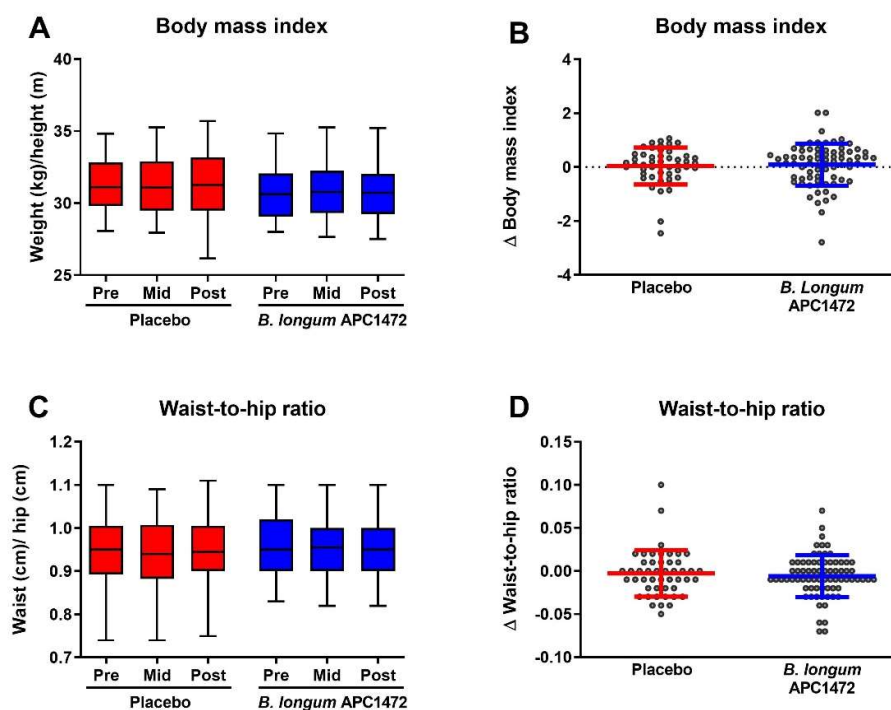 A
Body mass index
Weight (kg)/height (m)
40
35
30
25
Pre Mid Post Pre Mid Post
Placebo B. longum APC1472
B
Body mass index
Δ Body mass index
4
2
0
-2
-4
Placebo B. Longum
APC1472
C
Waist-to-hip ratio
Waist (cm)/ hip (cm)
1.2
1.1
1.0
0.9
0.8
0.7
Pre Mid Post Pre Mid Post
Placebo B. longum APC1472
D
Waist-to-hip ratio
Δ Waist-to-hip ratio
0.15
0.10
0.05
0.00
-0.05
-0.10
Placebo B. longum
APC1472